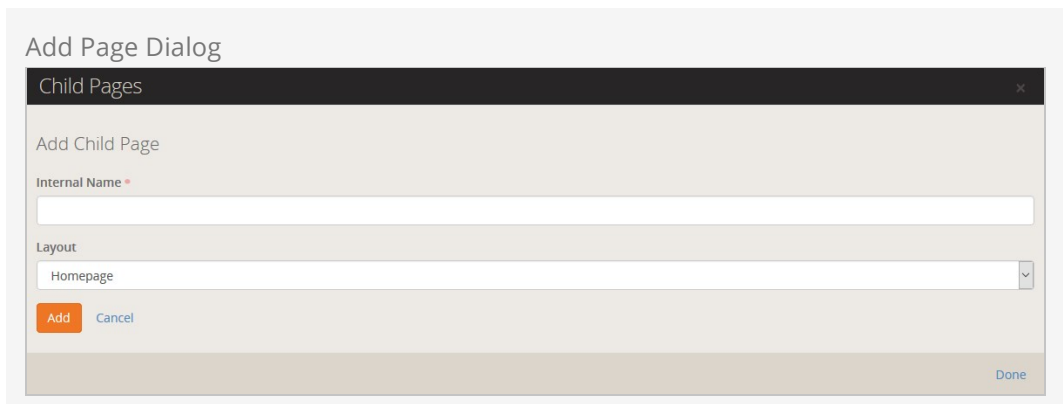 Add Page Dialog
Child Pages ×
Add Child Page
Internal Name *
Layout
Homepage
Add Cancel
Done